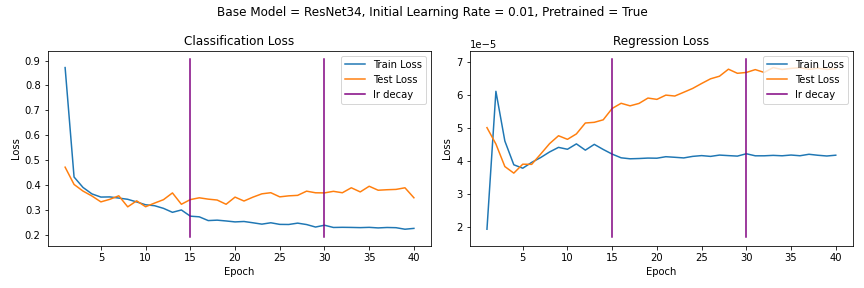 Base Model = ResNet34, Initial Learning Rate = 0.01, Pretrained = True
Classification Loss
Loss
0.9
0.8
0.7
0.6
0.5
0.4
0.3
0.2
5 10 15 20 25 30 35 40
Epoch
Train Loss
Test Loss
lr decay
Regression Loss
1e-5
Loss
7
6
5
4
3
2
5 10 15 20 25 30 35 40
Epoch
Train Loss
Test Loss
lr decay